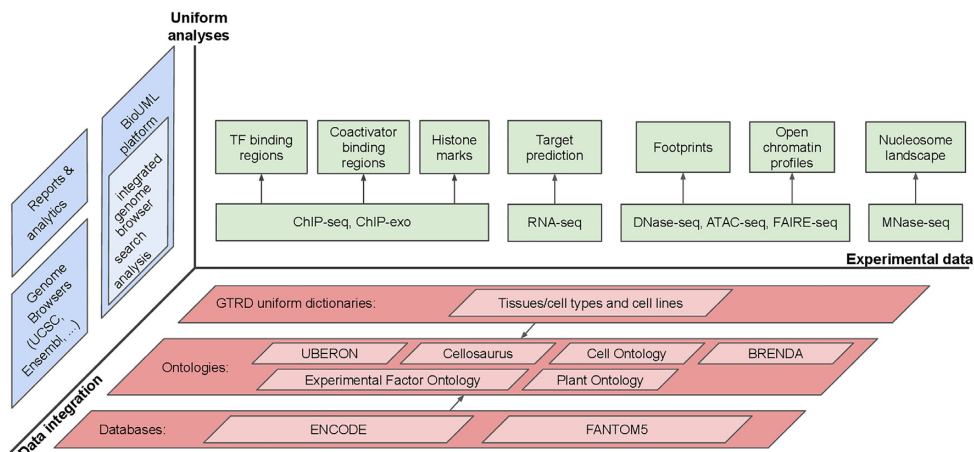 Uniform
analyses
BioUML
platform
integrated
genome
browser
search
analysis
Reports &
analytics
Genome
Browsers
(UCSC,
Ensembl, ...)
TF binding
regions
Coactivator
binding
regions
Histone
marks
Target
prediction
Footprints
Open
chromatin
profiles
Nucleosome
landscape
ChIP-seq, ChIP-exo
RNA-seq
DNase-seq, ATAC-seq, FAIRE-seq
MNase-seq
Experimental data
Data integration
GTRD uniform dictionaries:
Tissues/cell types and cell lines
Ontologies:
UBERON
Cellosaurus
Cell Ontology
BRENDA
Experimental Factor Ontology
Plant Ontology
Databases:
ENCODE
FANTOM5